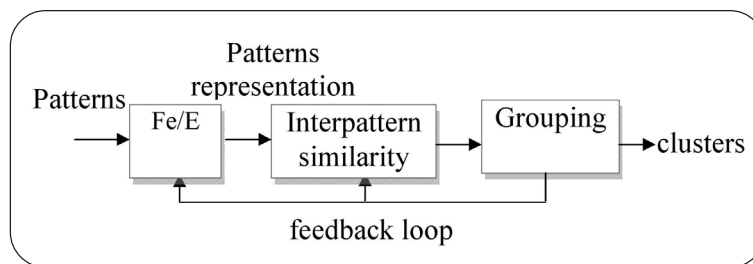 Patterns
Fe/E
Patterns
representation
Interpattern
similarity
Grouping
clusters
feedback loop